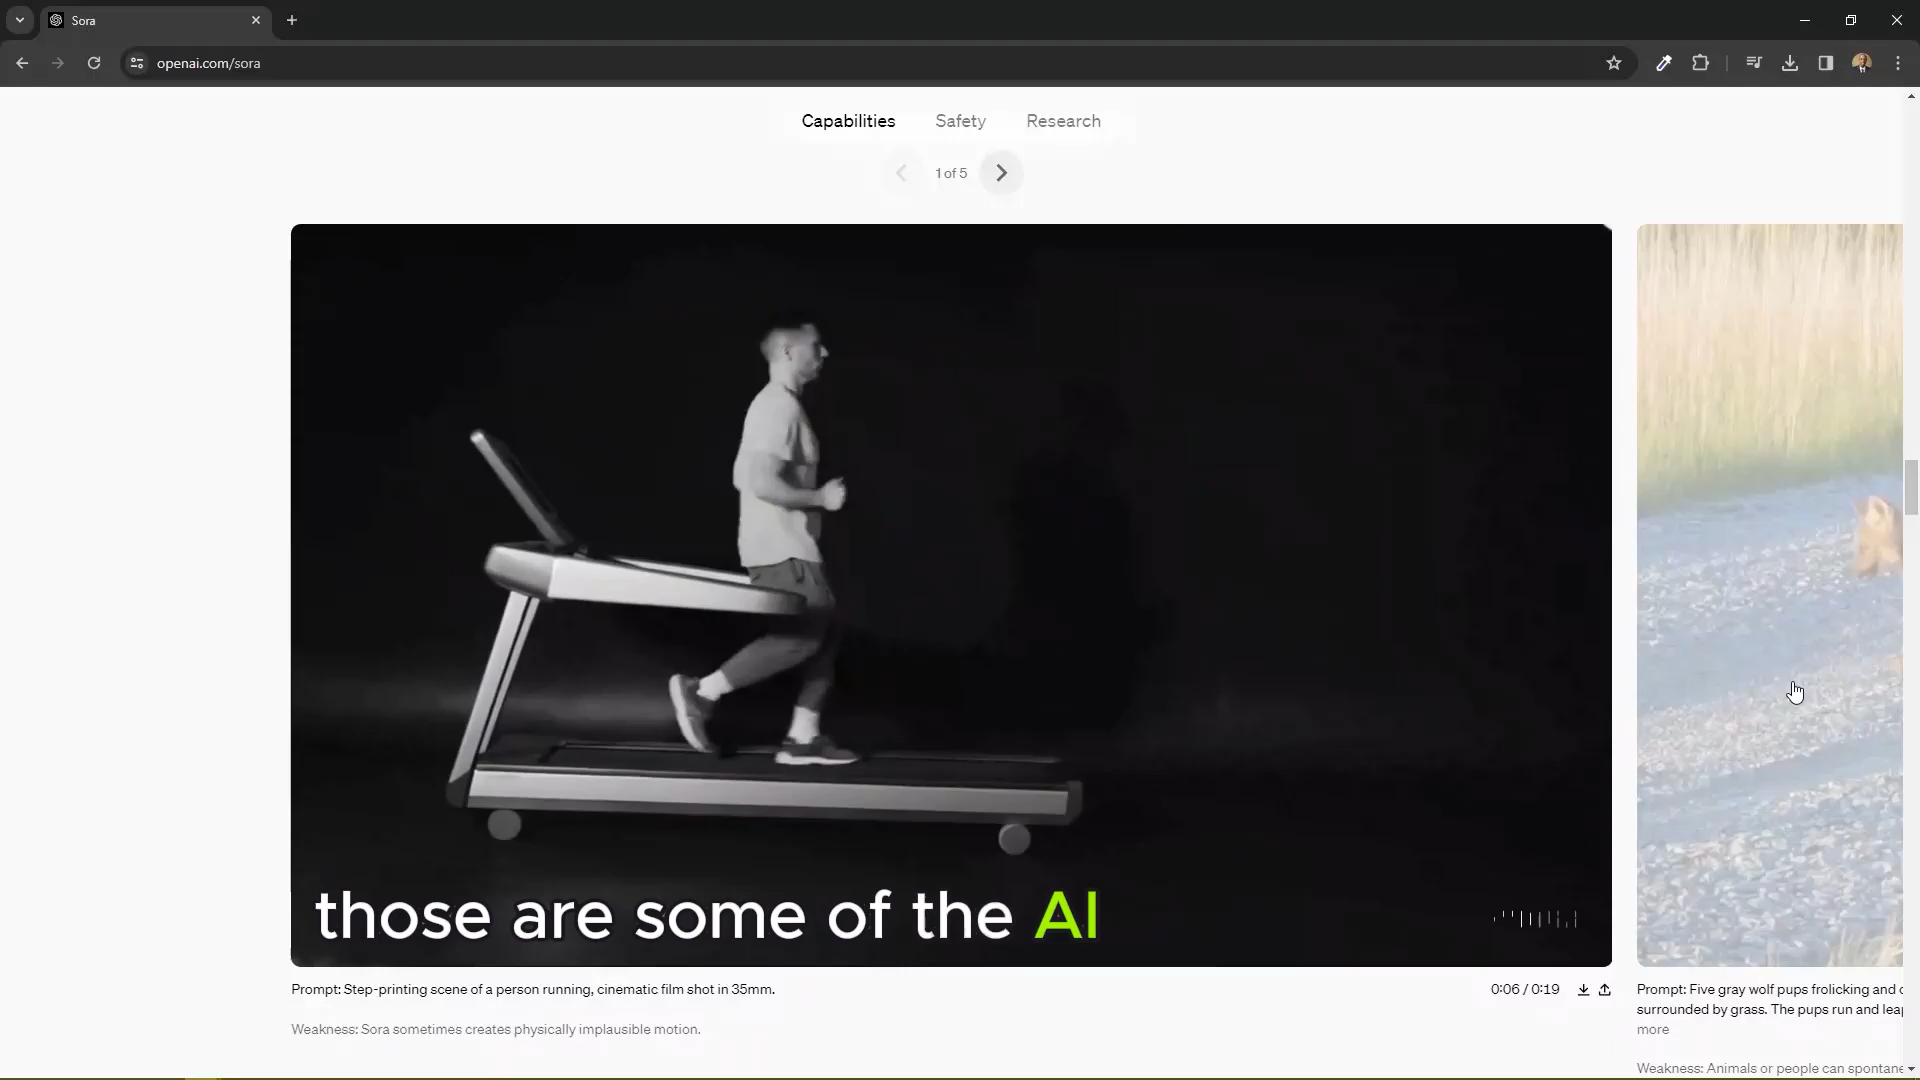 Sora
openai.com/sora
Capabilities Safety Research
1 of 5
those are some of the AI
Prompt: Step-printing scene of a person running, cinematic film shot in 35mm.
0:06 / 0:19
Weakness: Sora sometimes creates physically implausible motion.
Prompt: Five gray wolf pups frolicking and
surrounded by grass. The pups run and
more
Weakness: Animals or people can